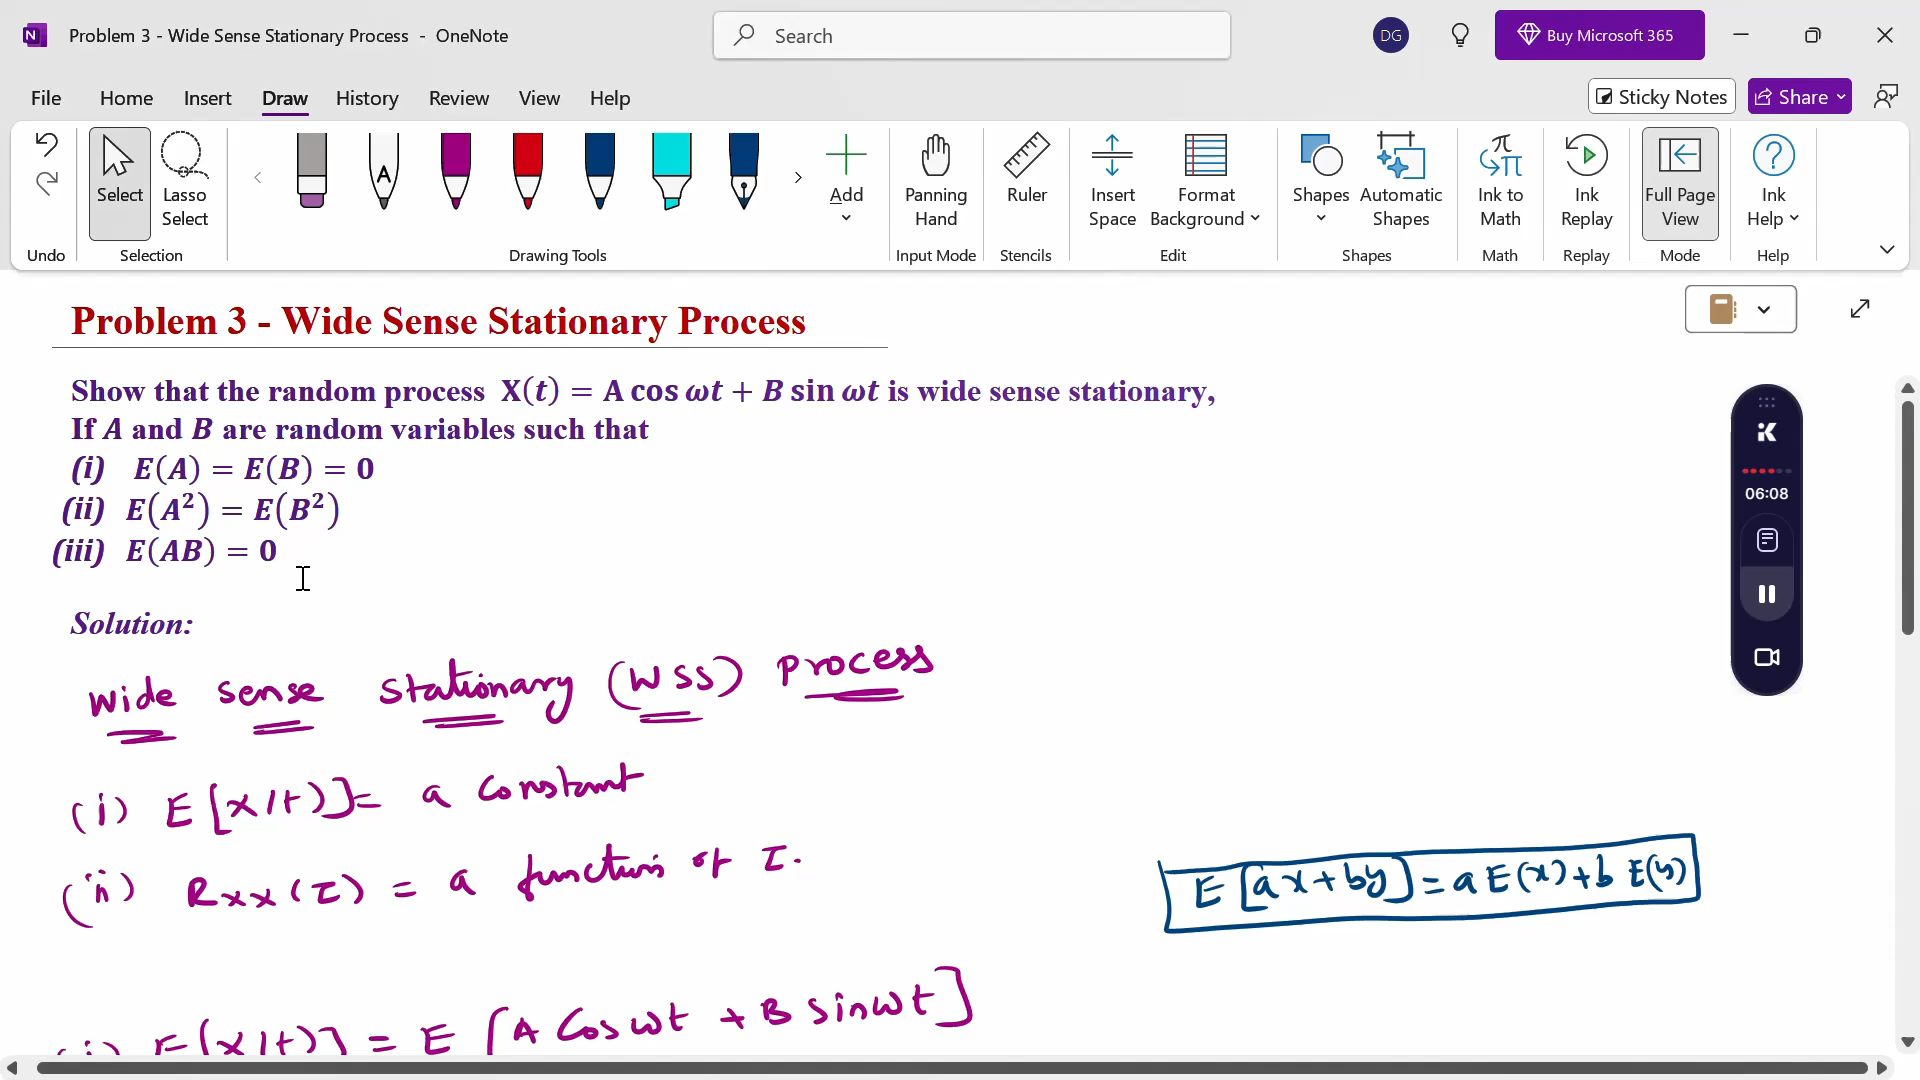 Problem 3 - Wide Sense Stationary Process - OneNote
Search
DG
Buy Microsoft 365
File Home Insert Draw History Review View Help
Sticky Notes
Share
Select
Lasso Select
A
Add
Panning Hand
Ruler
Insert Space
Format Background
Shapes
Automatic Shapes
Ink to Math
Ink Replay
Full Page View
Ink Help
Undo
Selection
Drawing Tools
Input Mode
Stencils
Edit
Shapes
Math
Replay
Mode
Help
Problem 3 - Wide Sense Stationary Process
Show that the random process X(t) = A cos ωt + B sin ωt is wide sense stationary,
If A and B are random variables such that
(i) E(A) = E(B) = 0
(ii) E(A²) = E(B²)
(iii) E(AB) = 0
06:08
Solution:
Wide sense stationary (WSS) process
(i) E[X(t)] = a constant
(ii) Rxx(τ) = a function of τ.
E[ax+by] = a E(x) + b E(y)
(i) E[X(t)] = E[A Cos ωt + B sin ωt]